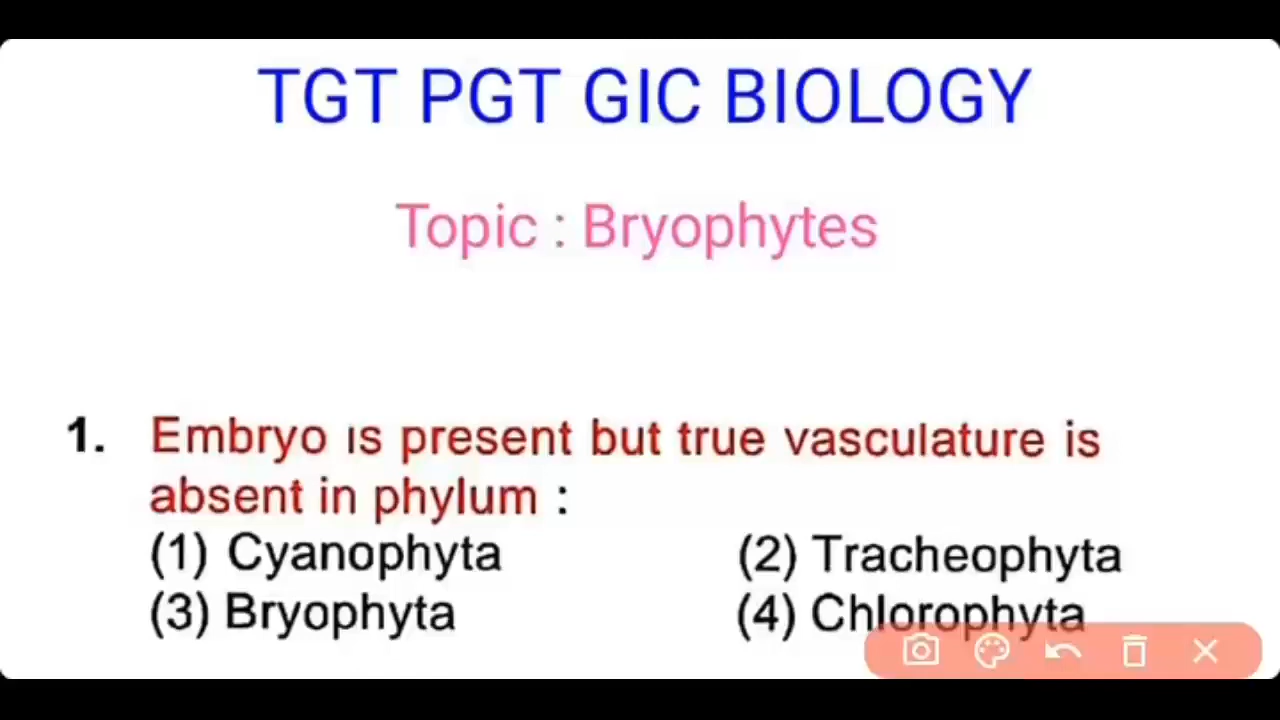 TGT PGT GIC BIOLOGY
Topic : Bryophytes
1. Embryo is present but true vasculature is
absent in phylum :
(1) Cyanophyta (2) Tracheophyta
(3) Bryophyta (4) Chlorophyta